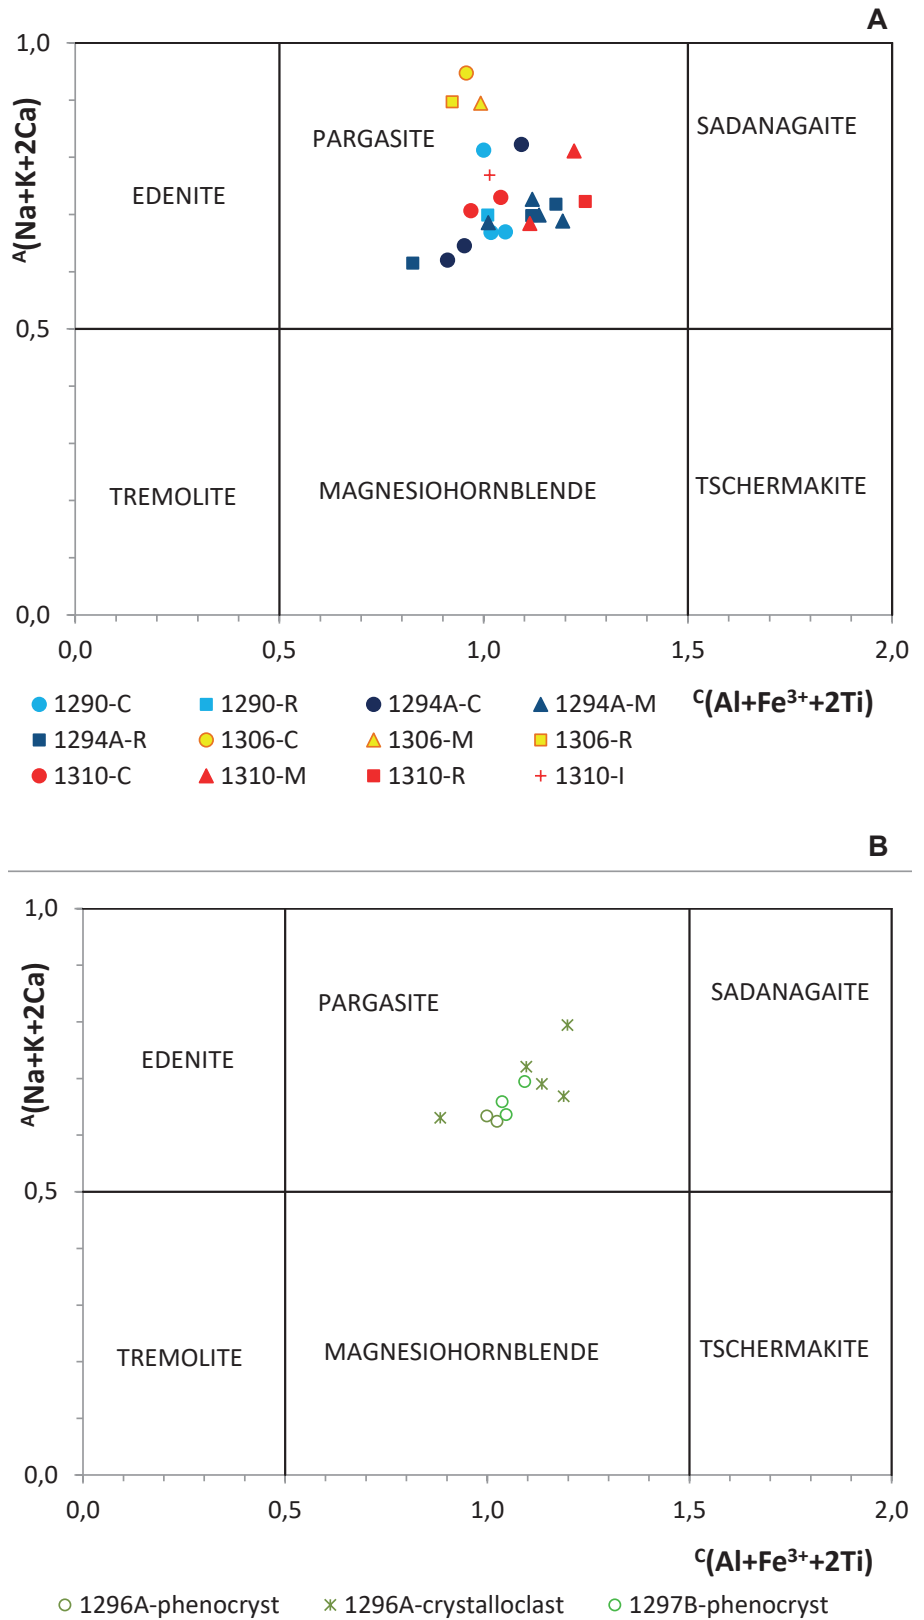 A
1,0
ᴬ(Na+K+2Ca)
PARGASITE
SADANAGAITE
EDENITE
0,5
TREMOLITE
MAGNESIOHORNBLENDE
TSCHERMAKITE
0,0
0,0 0,5 1,0 1,5 2,0
ᶜ(Al+Fe³⁺+2Ti)
1290-C 1290-R 1294A-C 1294A-M
1294A-R 1306-C 1306-M 1306-R
1310-C 1310-M 1310-R 1310-I
B
1,0
ᴬ(Na+K+2Ca)
PARGASITE
SADANAGAITE
EDENITE
0,5
TREMOLITE
MAGNESIOHORNBLENDE
TSCHERMAKITE
0,0
0,0 0,5 1,0 1,5 2,0
ᶜ(Al+Fe³⁺+2Ti)
1296A-phenocryst 1296A-crystalloclast 1297B-phenocryst